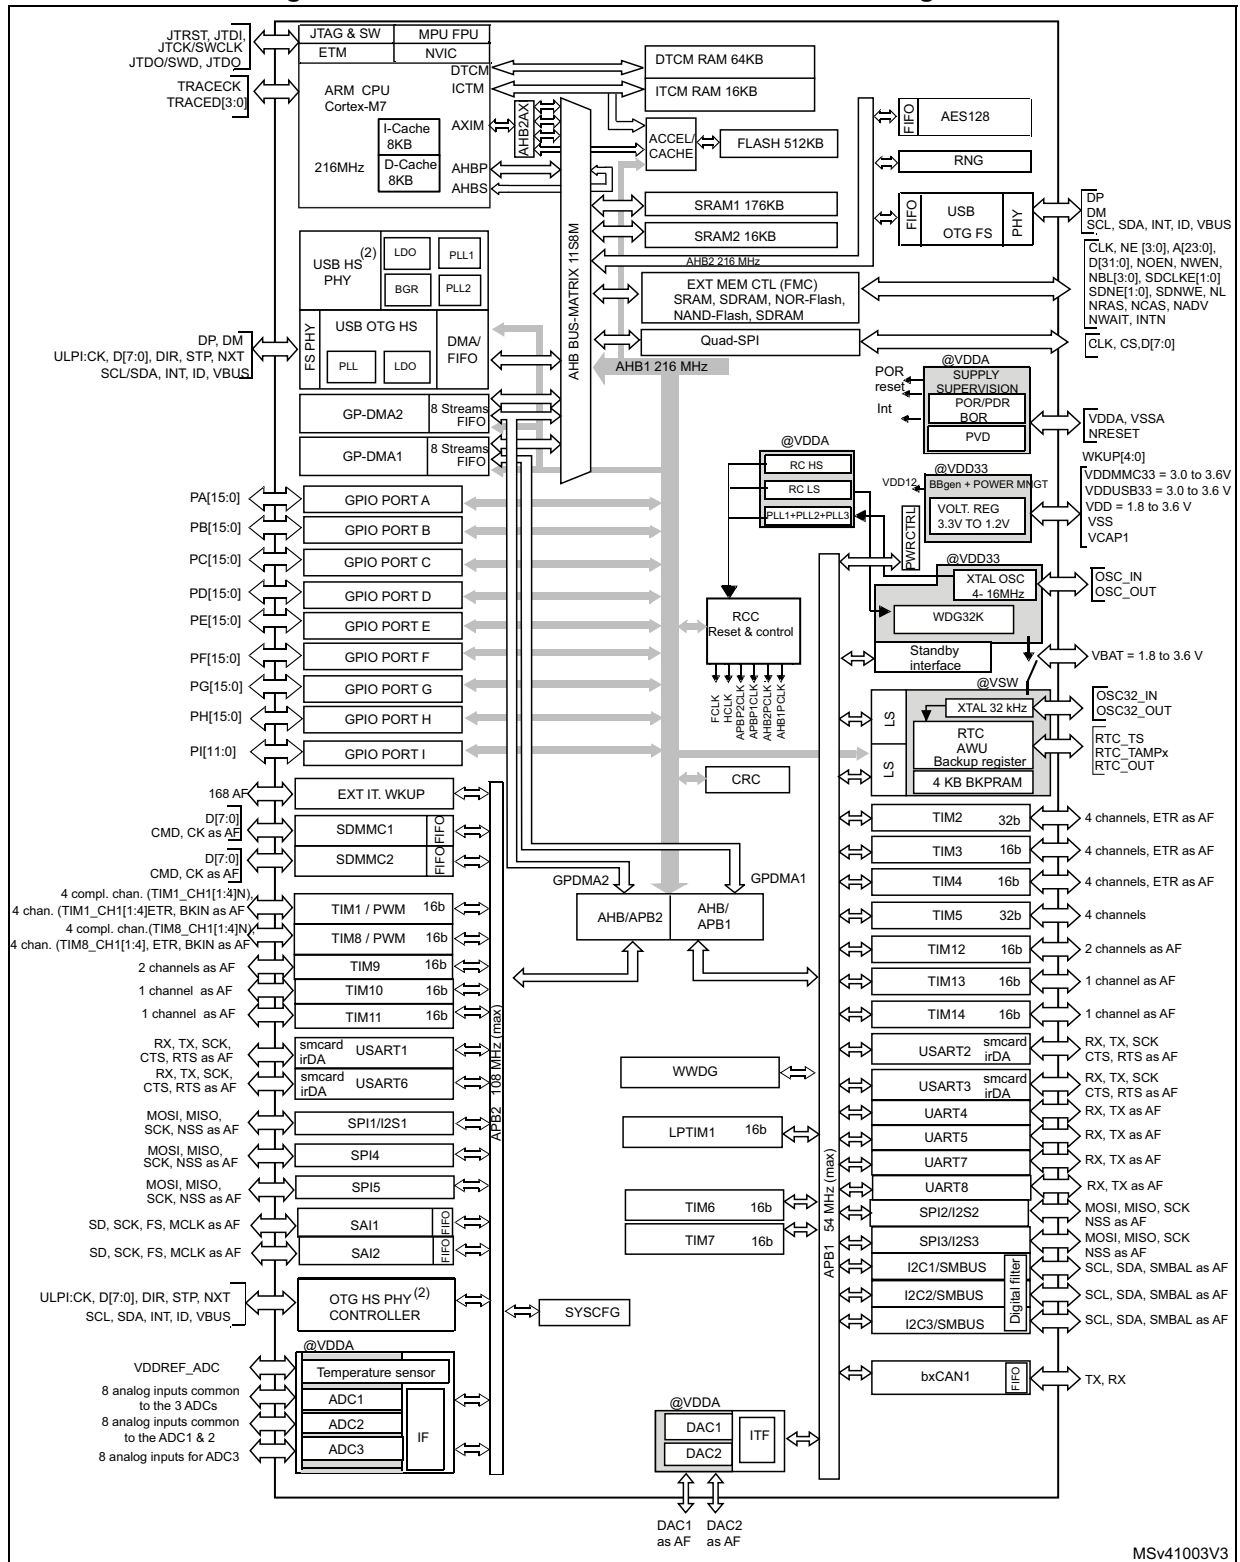 JTRST, JTDI,
JTCK/SWCLK
JTDO/SWD, JTDO
TRACECK
TRACED[3:0]
JTAG & SW
MPU FPU
ETM
NVIC
DTCM
ICTM
ARM CPU
Cortex-M7
AXIM
I-Cache
8KB
D-Cache
8KB
216MHz
AHBP
AHBS
AHB2AX
DTCM RAM 64KB
ITCM RAM 16KB
ACCEL/
CACHE
FLASH 512KB
SRAM1 176KB
SRAM2 16KB
AHB2 216 MHz
EXT MEM CTL (FMC)
SRAM, SDRAM, NOR-Flash,
NAND-Flash, SDRAM
Quad-SPI
AHB BUS-MATRIX 11S8M
AHB1 216 MHz
FIFO
AES128
RNG
FIFO
USB
OTG FS
PHY
DP
DM
SCL, SDA, INT, ID, VBUS
CLK, NE [3:0], A[23:0],
D[31:0], NOEN, NWEN,
NBL[3:0], SDCLKE[1:0]
SDNE[1:0], SDNWE, NL
NRAS, NCAS, NADV
NWAIT, INTN
CLK, CS,D[7:0]
USB HS (2)
PHY
LDO
PLL1
BGR
PLL2
DP, DM
ULPI:CK, D[7:0], DIR, STP, NXT
SCL/SDA, INT, ID, VBUS
FS PHY
USB OTG HS
PLL
LDO
DMA/
FIFO
GP-DMA2
8 Streams
FIFO
GP-DMA1
8 Streams
FIFO
@VDDA
POR
reset
Int
SUPPLY
SUPERVISION
POR/PDR
BOR
PVD
VDDA, VSSA
NRESET
WKUP[4:0]
@VDDA
RC HS
RC LS
PLL1+PLL2+PLL3
@VDD33
VDD12
BBgen + POWER MNGT
VOLT. REG
3.3V TO 1.2V
PWRCTRL
VDDMMC33 = 3.0 to 3.6V
VDDUSB33 = 3.0 to 3.6 V
VDD = 1.8 to 3.6 V
VSS
VCAP1
@VDD33
XTAL OSC
4- 16MHz
WDG32K
OSC_IN
OSC_OUT
Standby
interface
VBAT = 1.8 to 3.6 V
@VSW
LS
LS
XTAL 32 kHz
RTC
AWU
Backup register
4 KB BKPRAM
OSC32_IN
OSC32_OUT
RTC_TS
RTC_TAMPx
RTC_OUT
PA[15:0]
GPIO PORT A
PB[15:0]
GPIO PORT B
PC[15:0]
GPIO PORT C
PD[15:0]
GPIO PORT D
PE[15:0]
GPIO PORT E
PF[15:0]
GPIO PORT F
PG[15:0]
GPIO PORT G
PH[15:0]
GPIO PORT H
PI[11:0]
GPIO PORT I
RCC
Reset & control
FCLK
HCLK
APBP2CLK
APBP1CLK
AHB2PCLK
AHB1PCLK
CRC
168 AF
EXT IT. WKUP
D[7:0]
CMD, CK as AF
SDMMC1
FIFO
D[7:0]
CMD, CK as AF
SDMMC2
FIFO
4 compl. chan. (TIM1_CH1[1:4]N),
4 chan. (TIM1_CH1[1:4]ETR, BKIN as AF
TIM1 / PWM 16b
4 compl. chan.(TIM8_CH1[1:4]N),
4 chan. (TIM8_CH1[1:4], ETR, BKIN as AF
TIM8 / PWM 16b
2 channels as AF
TIM9 16b
1 channel as AF
TIM10 16b
1 channel as AF
TIM11 16b
RX, TX, SCK,
CTS, RTS as AF
smcard
irDA
USART1
RX, TX, SCK,
CTS, RTS as AF
smcard
irDA
USART6
MOSI, MISO,
SCK, NSS as AF
SPI1/I2S1
MOSI, MISO,
SCK, NSS as AF
SPI4
MOSI, MISO,
SCK, NSS as AF
SPI5
SD, SCK, FS, MCLK as AF
SAI1
FIFO
SD, SCK, FS, MCLK as AF
SAI2
FIFO
ULPI:CK, D[7:0], DIR, STP, NXT
SCL, SDA, INT, ID, VBUS
OTG HS PHY (2)
CONTROLLER
@VDDA
VDDREF_ADC
Temperature sensor
8 analog inputs common
to the 3 ADCs
ADC1
8 analog inputs common
to the ADC1 & 2
ADC2
8 analog inputs for ADC3
ADC3
IF
APB2 108 MHz (max)
GPDMA2
GPDMA1
AHB/APB2
AHB/
APB1
WWDG
LPTIM1 16b
TIM6 16b
TIM7 16b
SYSCFG
@VDDA
DAC1
DAC2
ITF
DAC1
as AF
DAC2
as AF
APB1 54 MHz (max)
TIM2 32b
4 channels, ETR as AF
TIM3 16b
4 channels, ETR as AF
TIM4 16b
4 channels, ETR as AF
TIM5 32b
4 channels
TIM12 16b
2 channels as AF
TIM13 16b
1 channel as AF
TIM14 16b
1 channel as AF
USART2
smcard
irDA
RX, TX, SCK
CTS, RTS as AF
USART3
smcard
irDA
RX, TX, SCK
CTS, RTS as AF
UART4
RX, TX as AF
UART5
RX, TX as AF
UART7
RX, TX as AF
UART8
RX, TX as AF
SPI2/I2S2
MOSI, MISO, SCK
NSS as AF
SPI3/I2S3
MOSI, MISO, SCK
NSS as AF
I2C1/SMBUS
SCL, SDA, SMBAL as AF
I2C2/SMBUS
SCL, SDA, SMBAL as AF
I2C3/SMBUS
SCL, SDA, SMBAL as AF
Digital filter
bxCAN1
FIFO
TX, RX
MSv41003V3